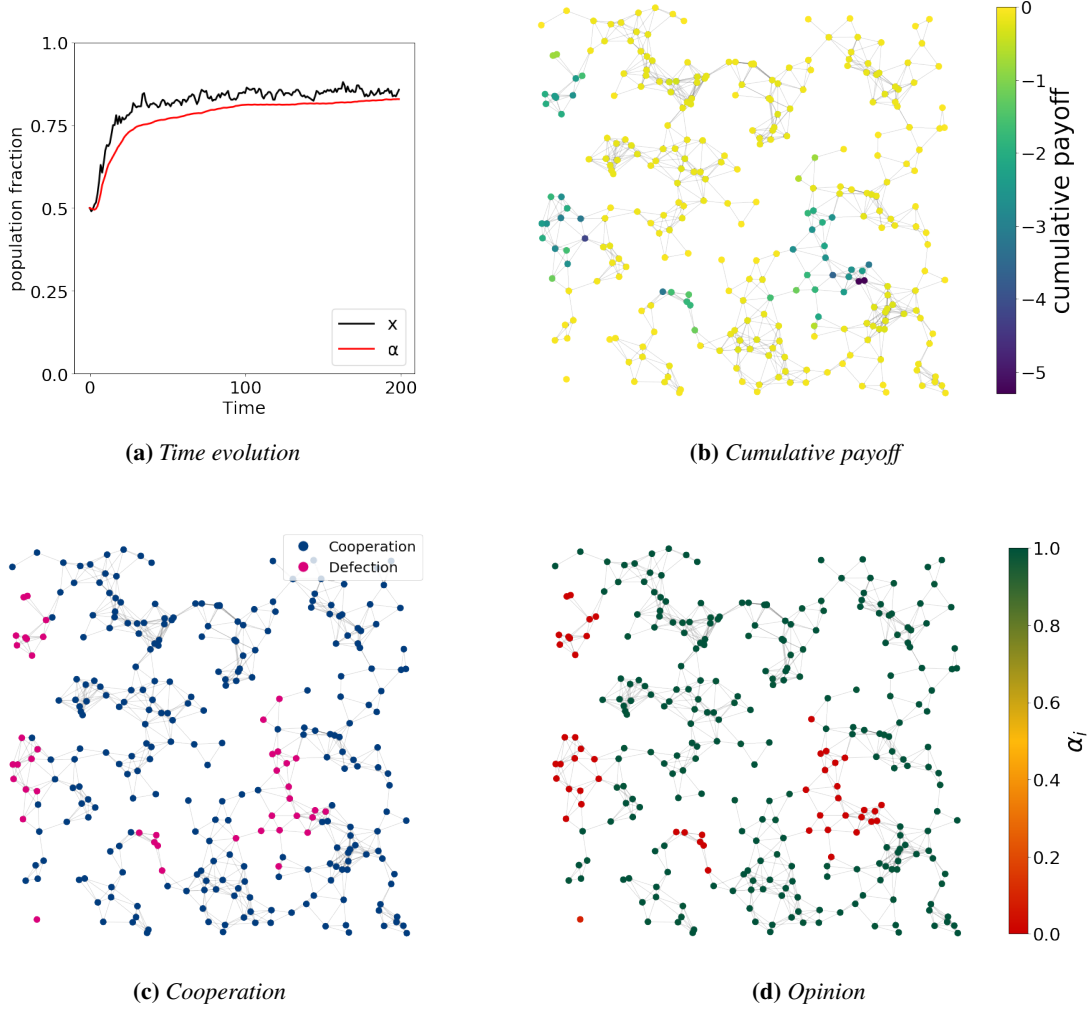 1.0
0.75
0.5
0.25
0.0
0
100
200
population fraction
Time
x
α
(a) Time evolution
0
−1
−2
−3
−4
−5
cumulative payoff
(b) Cumulative payoff
Cooperation
Defection
(c) Cooperation
1.0
0.8
0.6
0.4
0.2
0.0
αi
(d) Opinion